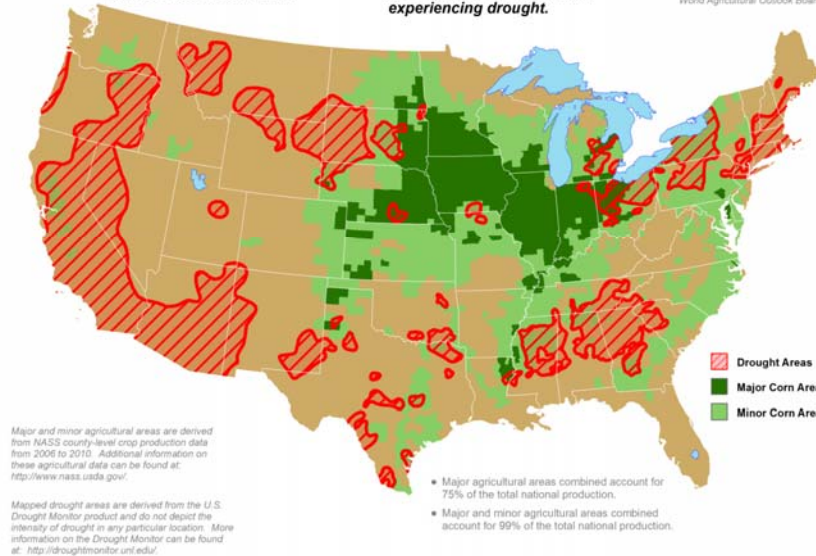 experiencing drought.
World Agricultural Outlook Board
Drought Areas
Major Corn Are
Minor Corn Area
Major and minor agricultural areas are derived
from NASS county-level crop production data
from 2006 to 2010. Additional information on
these agricultural data can be found at:
http://www.nass.usda.gov/.
Mapped drought areas are derived from the U.S.
Drought Monitor product and do not depict the
intensity of drought in any particular location. More
information on the Drought Monitor can be found
at: http://droughtmonitor.unl.edu/.
• Major agricultural areas combined account for
75% of the total national production.
• Major and minor agricultural areas combined
account for 99% of the total national production.